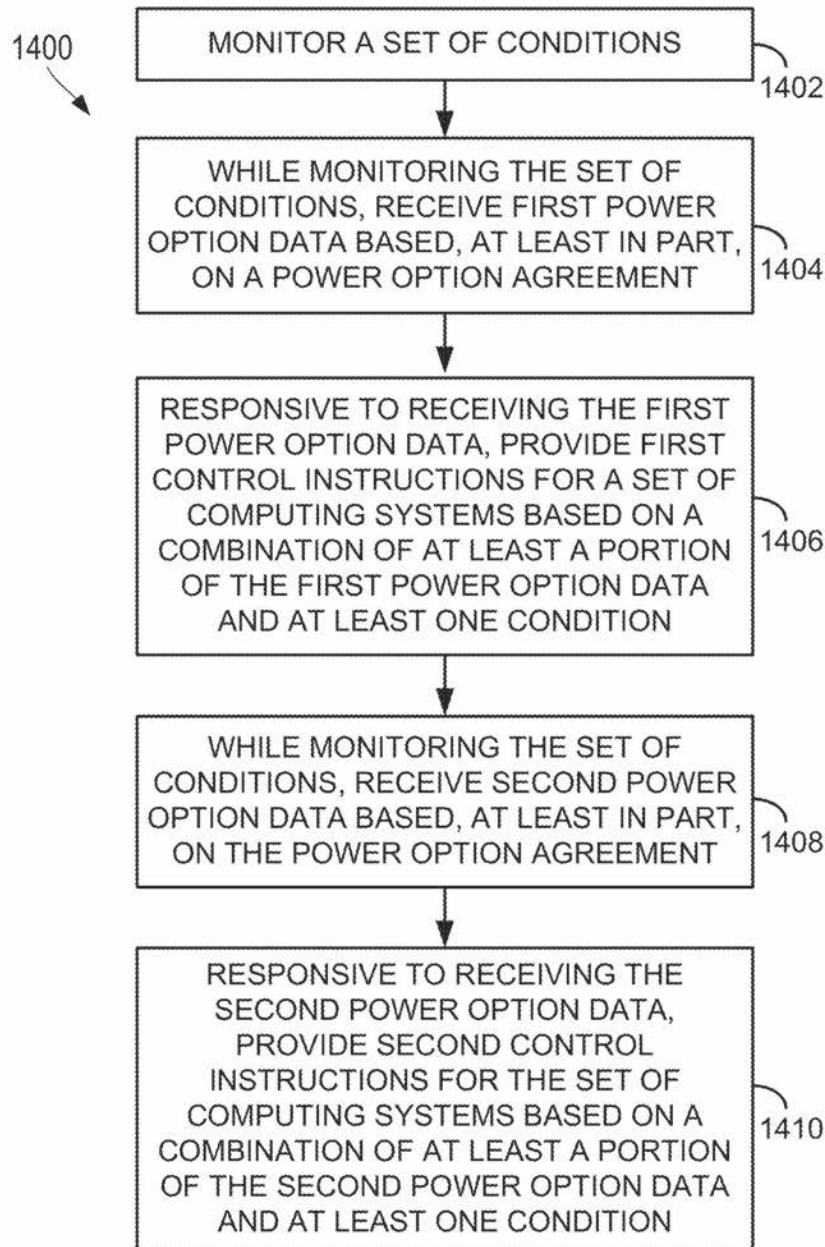 1400
MONITOR A SET OF CONDITIONS
1402
WHILE MONITORING THE SET OF
CONDITIONS, RECEIVE FIRST POWER
OPTION DATA BASED, AT LEAST IN PART,
ON A POWER OPTION AGREEMENT
1404
RESPONSIVE TO RECEIVING THE FIRST
POWER OPTION DATA, PROVIDE FIRST
CONTROL INSTRUCTIONS FOR A SET OF
COMPUTING SYSTEMS BASED ON A
COMBINATION OF AT LEAST A PORTION
OF THE FIRST POWER OPTION DATA
AND AT LEAST ONE CONDITION
1406
WHILE MONITORING THE SET OF
CONDITIONS, RECEIVE SECOND POWER
OPTION DATA BASED, AT LEAST IN PART,
ON THE POWER OPTION AGREEMENT
1408
RESPONSIVE TO RECEIVING THE
SECOND POWER OPTION DATA,
PROVIDE SECOND CONTROL
INSTRUCTIONS FOR THE SET OF
COMPUTING SYSTEMS BASED ON A
COMBINATION OF AT LEAST A PORTION
OF THE SECOND POWER OPTION DATA
AND AT LEAST ONE CONDITION
1410